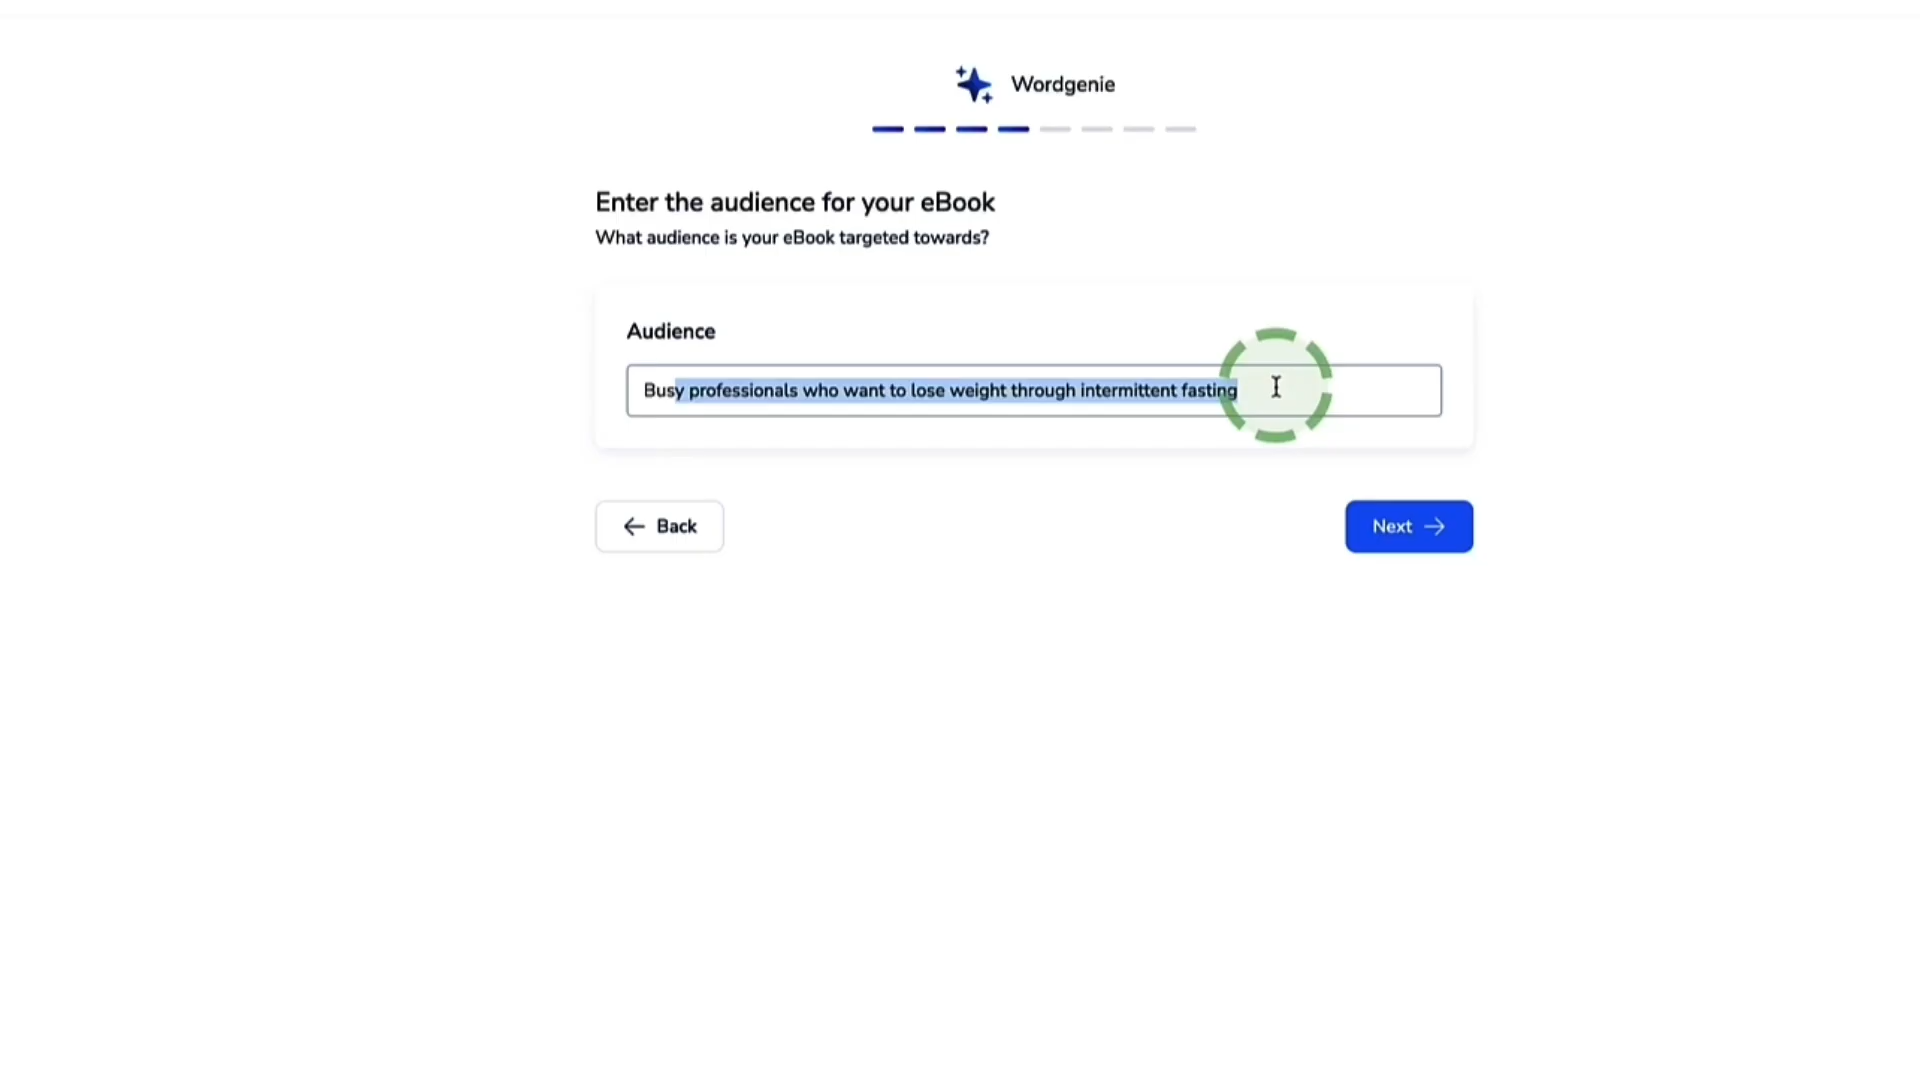 Wordgenie
Enter the audience for your eBook
What audience is your eBook targeted towards?
Audience
Busy professionals who want to lose weight through intermittent fasting
Back
Next